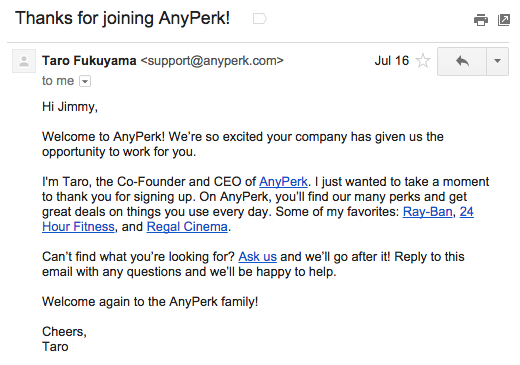 Thanks for joining AnyPerk!
Taro Fukuyama <support@anyperk.com> Jul 16
to me
Hi Jimmy,
Welcome to AnyPerk! We're so excited your company has given us the
opportunity to work for you.
I'm Taro, the Co-Founder and CEO of AnyPerk. I just wanted to take a moment
to thank you for signing up. On AnyPerk, you'll find our many perks and get
great deals on things you use every day. Some of my favorites: Ray-Ban, 24
Hour Fitness, and Regal Cinema.
Can't find what you're looking for? Ask us and we'll go after it! Reply to this
email with any questions and we'll be happy to help.
Welcome again to the AnyPerk family!
Cheers,
Taro